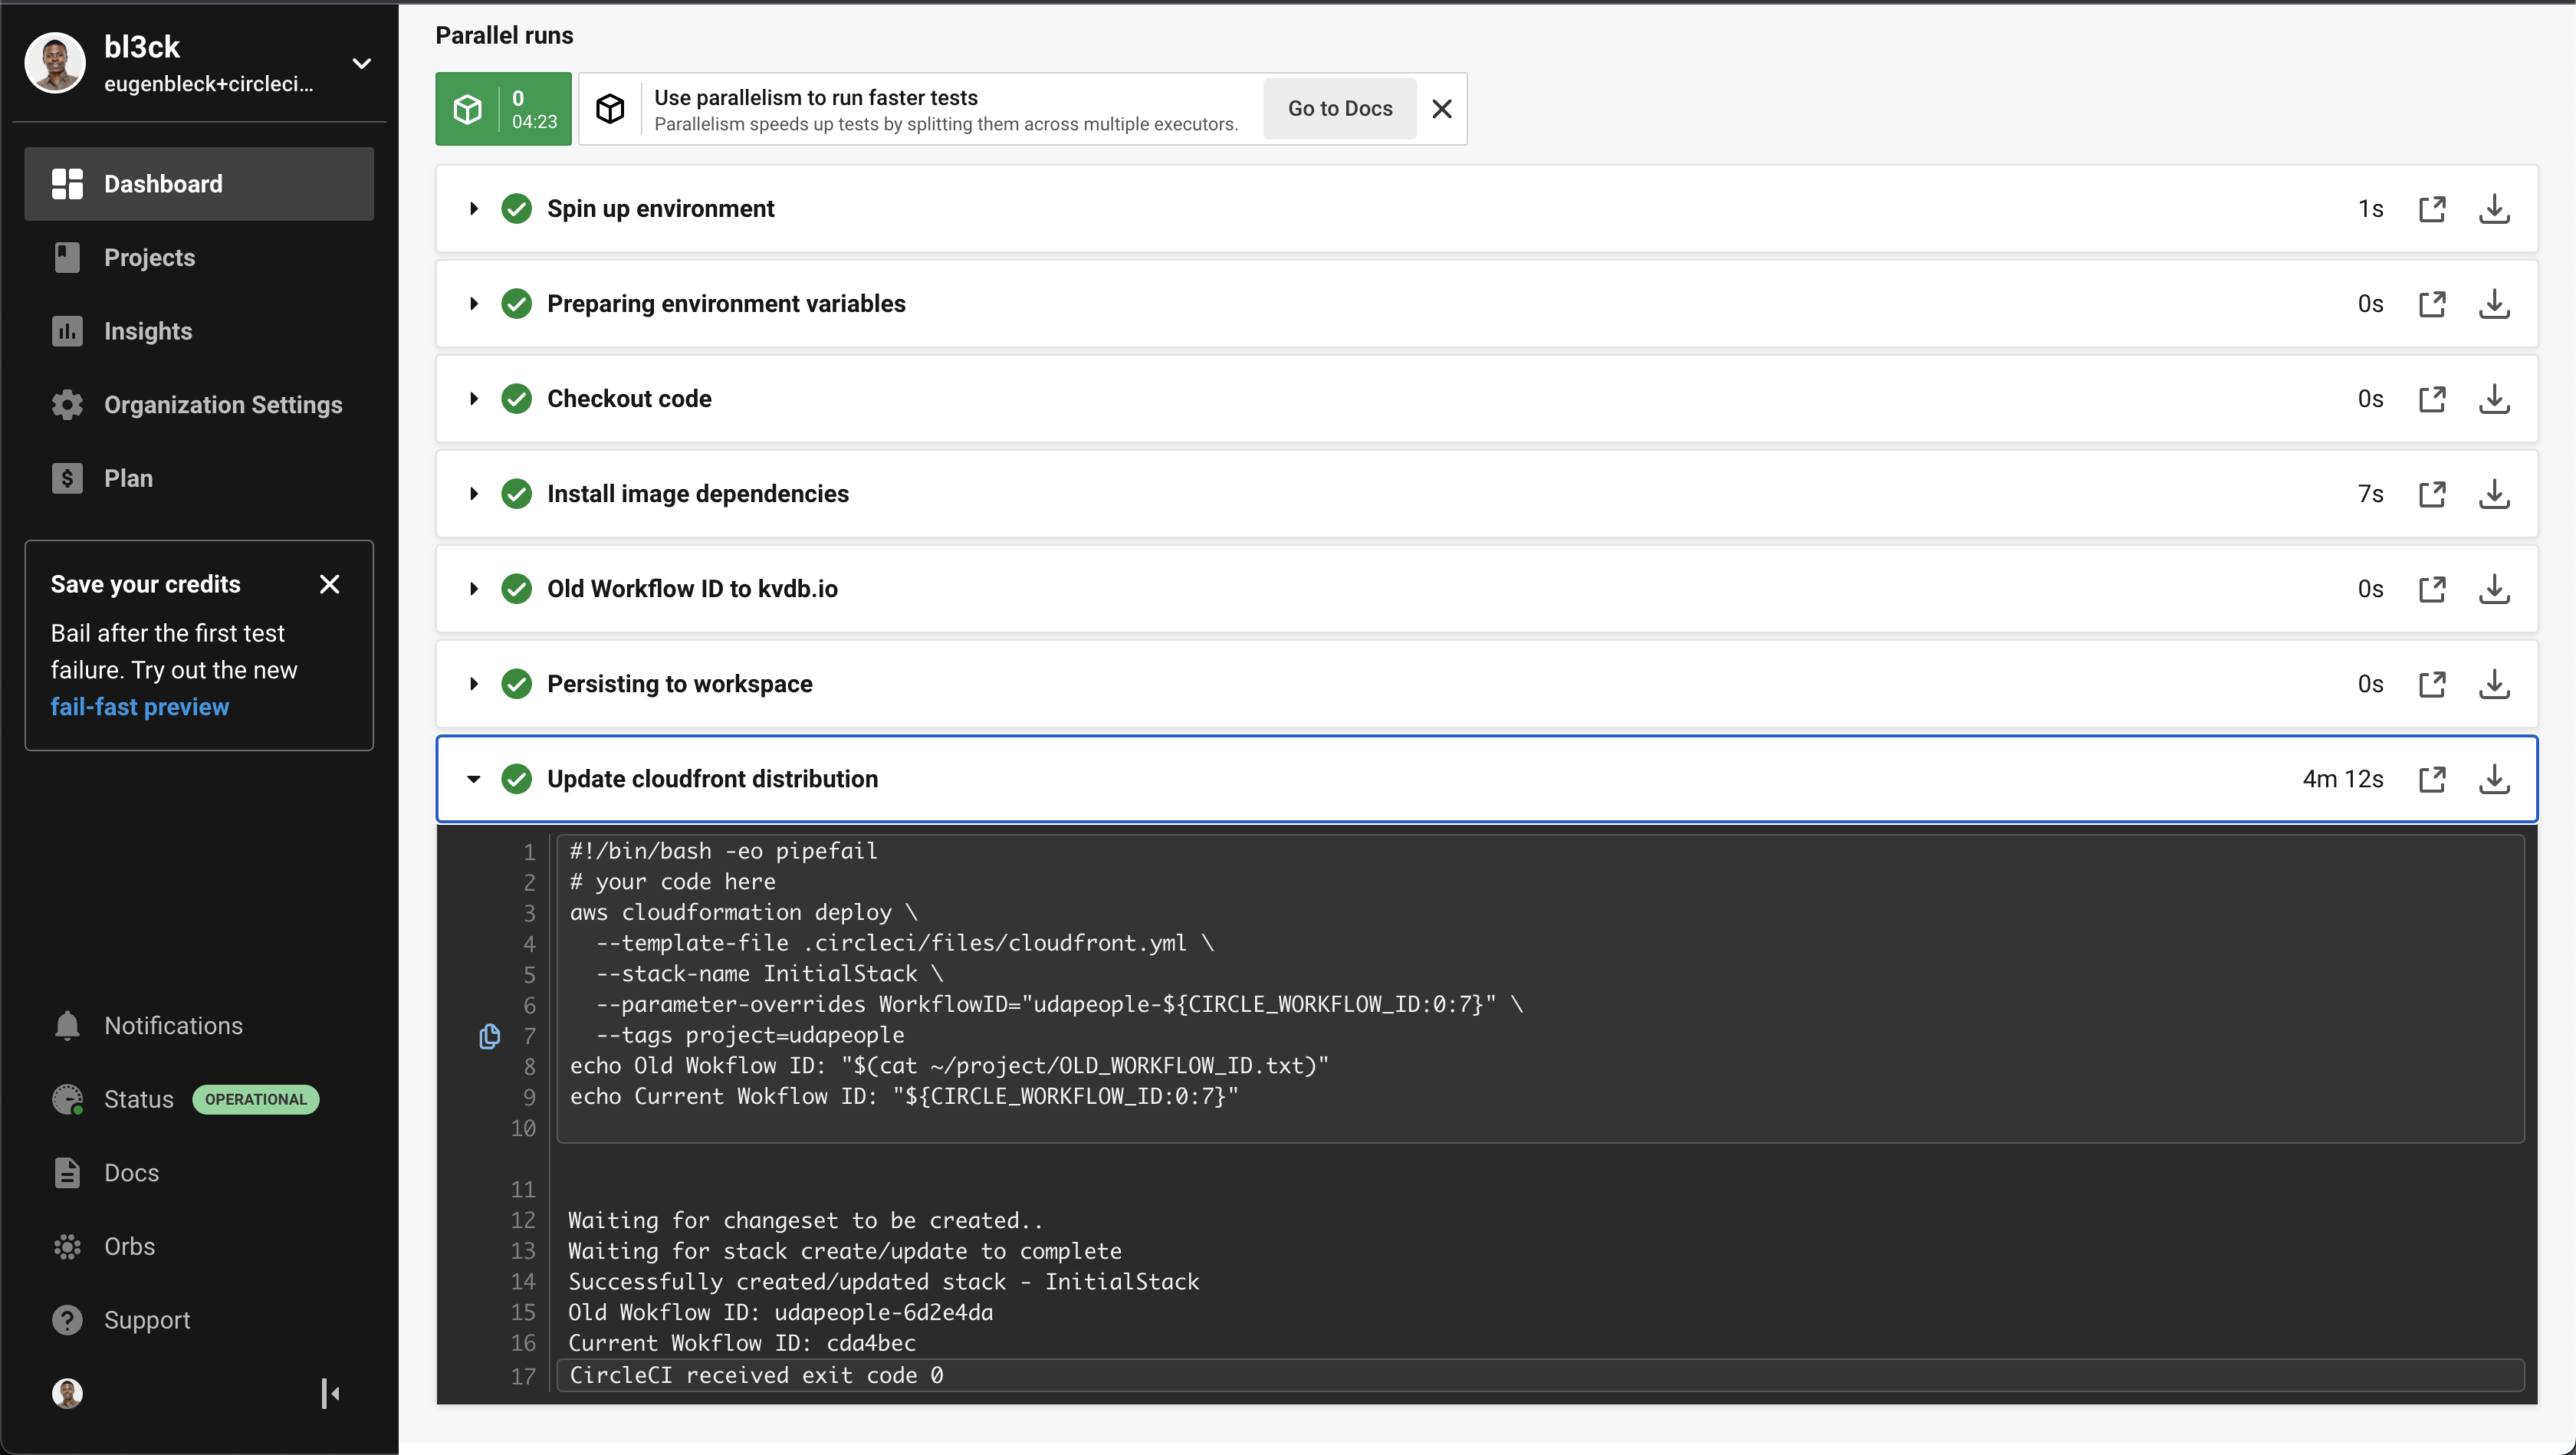 bl3ck
eugenbleck+circleci...
Dashboard
Projects
Insights
Organization Settings
Plan
Save your credits
Bail after the first test
failure. Try out the new
fail-fast preview
Notifications
Status OPERATIONAL
Docs
Orbs
Support
Parallel runs
0
04:23
Use parallelism to run faster tests
Parallelism speeds up tests by splitting them across multiple executors.
Go to Docs
Spin up environment 1s
Preparing environment variables 0s
Checkout code 0s
Install image dependencies 7s
Old Workflow ID to kvdb.io 0s
Persisting to workspace 0s
Update cloudfront distribution 4m 12s
1 #!/bin/bash -eo pipefail
2 # your code here
3 aws cloudformation deploy \
4 --template-file .circleci/files/cloudfront.yml \
5 --stack-name InitialStack \
6 --parameter-overrides WorkflowID="udapeople-${CIRCLE_WORKFLOW_ID:0:7}" \
7 --tags project=udapeople
8 echo Old Wokflow ID: "$(cat ~/project/OLD_WORKFLOW_ID.txt)"
9 echo Current Wokflow ID: "${CIRCLE_WORKFLOW_ID:0:7}"
10
11
12 Waiting for changeset to be created..
13 Waiting for stack create/update to complete
14 Successfully created/updated stack - InitialStack
15 Old Wokflow ID: udapeople-6d2e4da
16 Current Wokflow ID: cda4bec
17 CircleCI received exit code 0